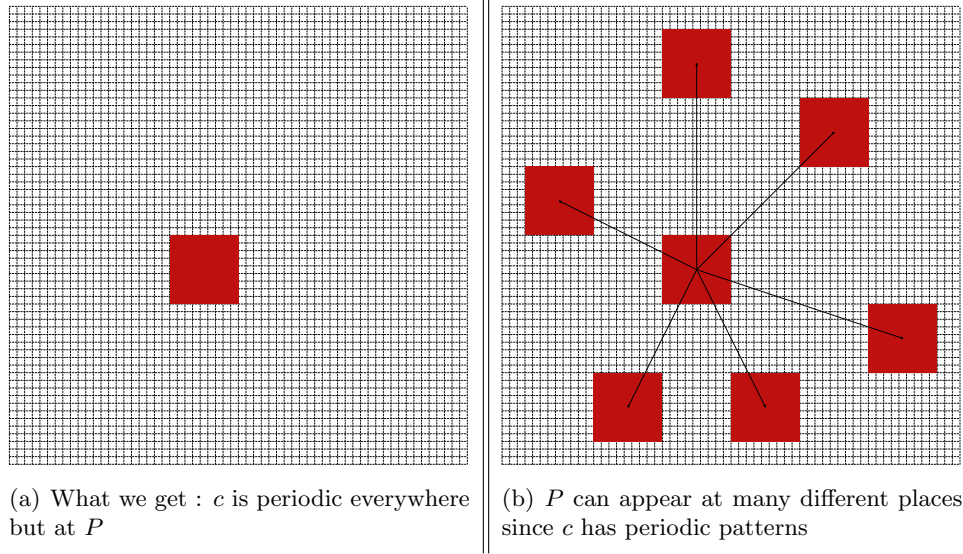 (a) What we get : c is periodic everywhere
but at P
(b) P can appear at many different places
since c has periodic patterns